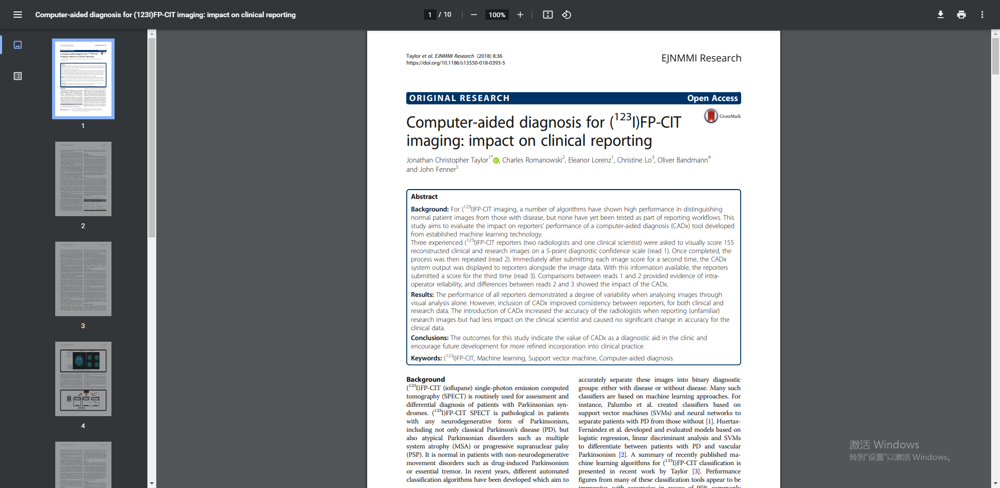 Computer-aided diagnosis for (123I)FP-CIT imaging: impact on clinical reporting
1 / 10
100%
1
2
3
4
Taylor et al. EJNMMI Research (2018) 8:36
https://doi.org/10.1186/s13550-018-0393-5
EJNMMI Research
ORIGINAL RESEARCH
Open Access
Computer-aided diagnosis for (123I)FP-CIT
imaging: impact on clinical reporting
CrossMark
Jonathan Christopher Taylor1* iD, Charles Romanowski2, Eleanor Lorenz1, Christine Lo3, Oliver Bandmann4
and John Fenner5
Abstract
Background: For (123I)FP-CIT imaging, a number of algorithms have shown high performance in distinguishing
normal patient images from those with disease, but none have yet been tested as part of reporting workflows. This
study aims to evaluate the impact on reporters' performance of a computer-aided diagnosis (CADx) tool developed
from established machine learning technology.
Three experienced (123I)FP-CIT reporters (two radiologists and one clinical scientist) were asked to visually score 155
reconstructed clinical and research images on a 5-point diagnostic confidence scale (read 1). Once completed, the
process was then repeated (read 2). Immediately after submitting each image score for a second time, the CADx
system output was displayed to reporters alongside the image data. With this information available, the reporters
submitted a score for the third time (read 3). Comparisons between reads 1 and 2 provided evidence of intra-
operator reliability, and differences between reads 2 and 3 showed the impact of the CADx.
Results: The performance of all reporters demonstrated a degree of variability when analysing images through
visual analysis alone. However, inclusion of CADx improved consistency between reporters, for both clinical and
research data. The introduction of CADx increased the accuracy of the radiologists when reporting (unfamiliar)
research images but had less impact on the clinical scientist and caused no significant change in accuracy for the
clinical data.
Conclusions: The outcomes for this study indicate the value of CADx as a diagnostic aid in the clinic and
encourage future development for more refined incorporation into clinical practice.
Keywords: (123I)FP-CIT, Machine learning, Support vector machine, Computer-aided diagnosis
Background
(123I)FP-CIT (ioflupane) single-photon emission computed
tomography (SPECT) is routinely used for assessment and
differential diagnosis of patients with Parkinsonian syn-
dromes. (123I)FP-CIT SPECT is pathological in patients
with any neurodegenerative form of Parkinsonism,
including not only classical Parkinson's disease (PD), but
also atypical Parkinsonian disorders such as multiple
system atrophy (MSA) or progressive supranuclear palsy
(PSP). It is normal in patients with non-neurodegenerative
movement disorders such as drug-induced Parkinsonism
or essential tremor. In recent years, different automated
classification algorithms have been developed which aim to
accurately separate these images into binary diagnostic
groups: either with disease or without disease. Many such
classifiers are based on machine learning approaches. For
instance, Palumbo et al. created classifiers based on
support vector machines (SVMs) and neural networks to
separate patients with PD from those without [1]. Huertas-
Fernández et al. developed and evaluated models based on
logistic regression, linear discriminant analysis and SVMs
to differentiate between patients with PD and vascular
Parkinsonism [2]. A summary of recently published ma-
chine learning algorithms for (123I)FP-CIT classification is
presented in recent work by Taylor [3]. Performance
figures from many of these classification tools appear to be
impressive, with accuracies in excess of 95% commonly
激活 Windows
转到"设置"以激活 Windows。